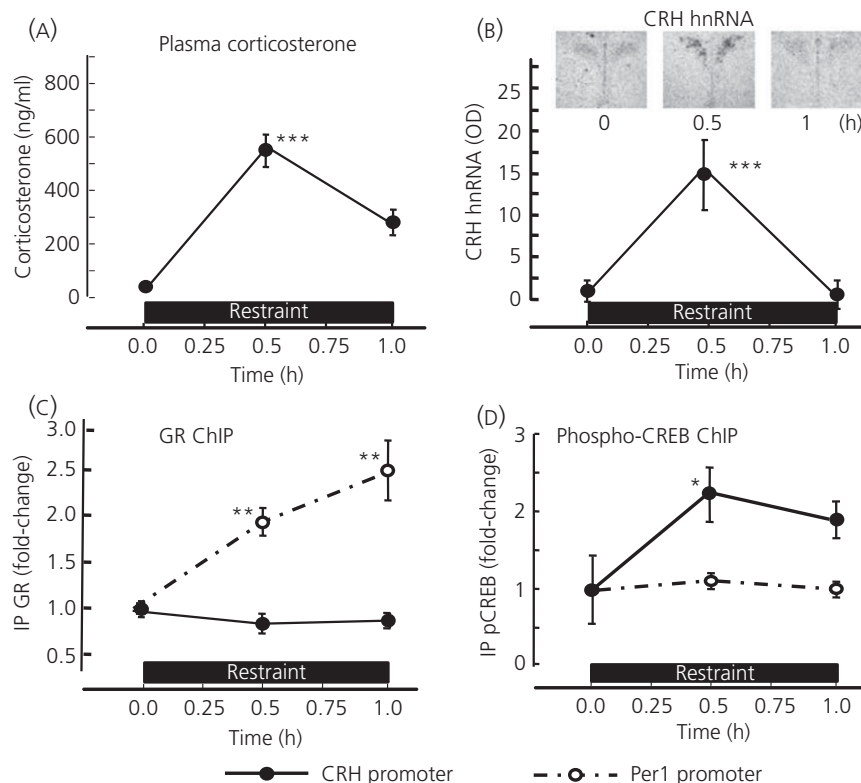 (A)
Plasma corticosterone
Corticosterone (ng/ml)
800
600
400
200
0
***
Restraint
0.0 0.25 0.5 0.75 1.0
Time (h)
(B)
CRH hnRNA
0 0.5 1 (h)
CRH hnRNA (OD)
25
20
15
10
5
0
***
Restraint
0.0 0.25 0.5 0.75 1.0
Time (h)
(C)
GR ChIP
IP GR (fold-change)
3.0
2.5
2.0
1.5
1.0
0.5
**
**
Restraint
0.0 0.25 0.5 0.75 1.0
Time (h)
(D)
Phospho-CREB ChIP
IP pCREB (fold-change)
3
2
1
0
*
Restraint
0.0 0.25 0.5 0.75 1.0
Time (h)
CRH promoter
Per1 promoter